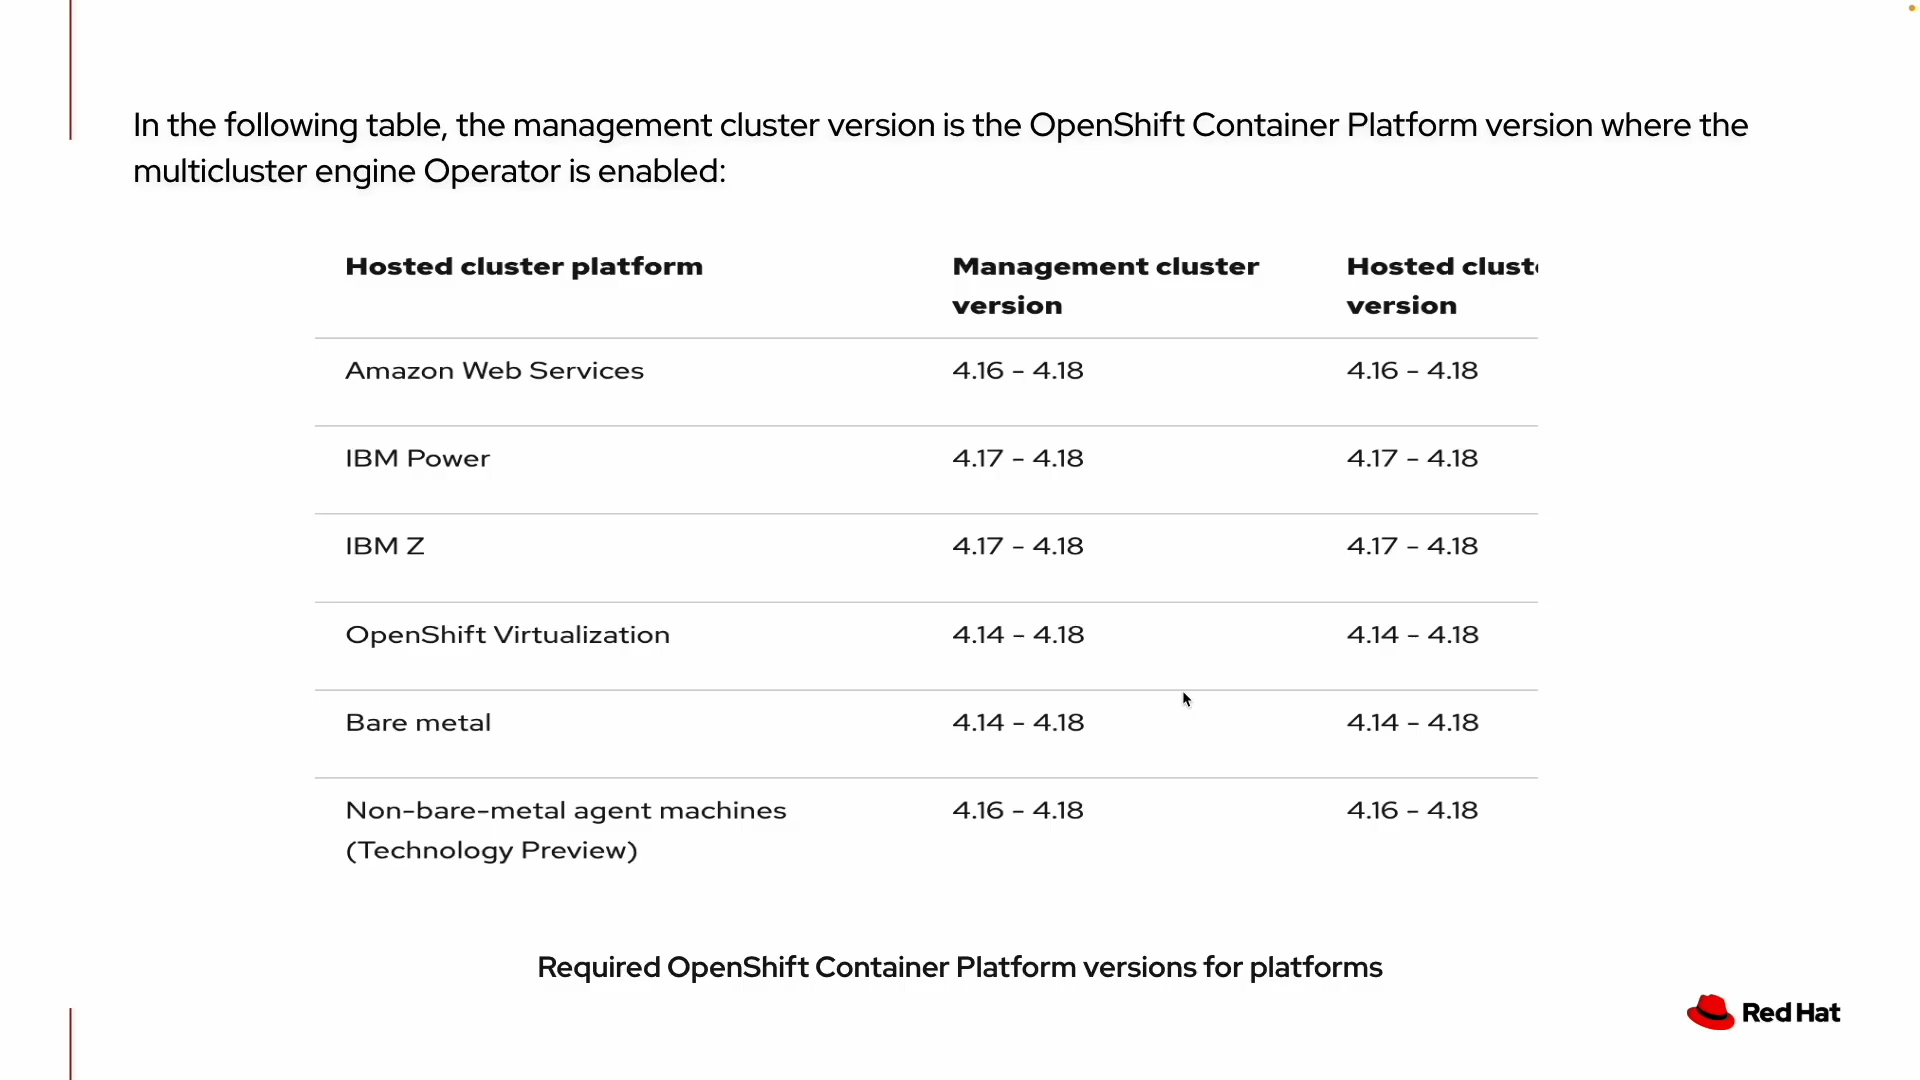 In the following table, the management cluster version is the OpenShift Container Platform version where the
multicluster engine Operator is enabled:
Hosted cluster platform Management cluster Hosted clust
version version
Amazon Web Services 4.16 - 4.18 4.16 - 4.18
IBM Power 4.17 - 4.18 4.17 - 4.18
IBM Z 4.17 - 4.18 4.17 - 4.18
OpenShift Virtualization 4.14 - 4.18 4.14 - 4.18
Bare metal 4.14 - 4.18 4.14 - 4.18
Non-bare-metal agent machines 4.16 - 4.18 4.16 - 4.18
(Technology Preview)
Required OpenShift Container Platform versions for platforms
Red Hat